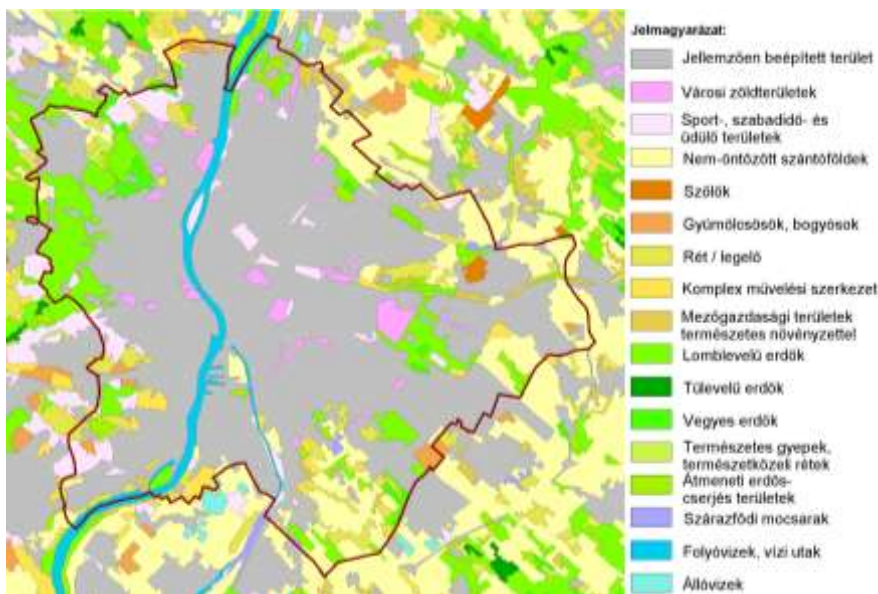 Jelmagyarázat:
Jellemzően beépített terület
Városi zöldterületek
Sport-, szabadidő- és
üdülő területek
Nem-öntözött szántóföldek
Szőlők
Gyümölcsösök, bogyósok
Rét / legelő
Komplex művelési szerkezet
Mezőgazdasági területek
természetes növényzettel
Lomblevelű erdők
Tűlevelű erdők
Vegyes erdők
Természetes gyepek,
természetközeli rétek
Átmeneti erdős-
cserjés területek
Szárazfödi mocsarak
Folyóvizek, vízi utak
Állóvizek